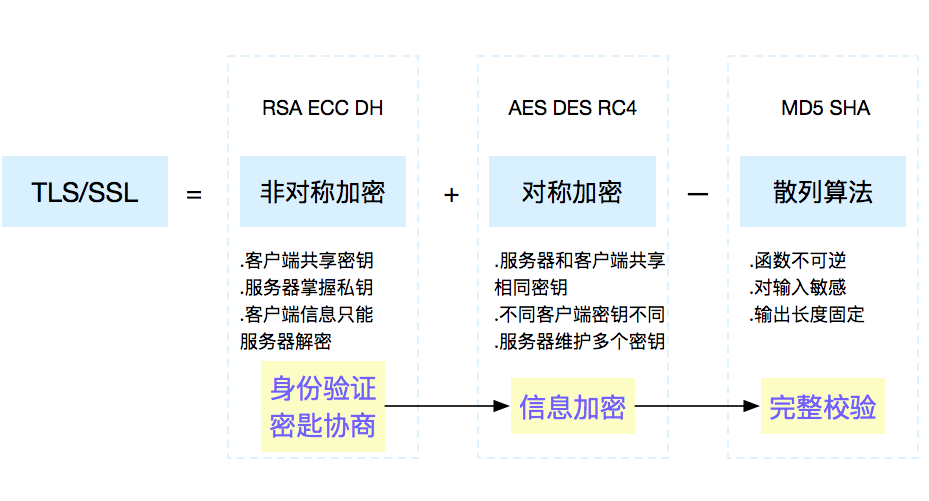 RSA ECC DH
AES DES RC4
MD5 SHA
TLS/SSL
=
非对称加密
+
对称加密
—
散列算法
.客户端共享密钥
.服务器掌握私钥
.客户端信息只能
服务器解密
.服务器和客户端共享
相同密钥
.不同客户端密钥不同
.服务器维护多个密钥
.函数不可逆
.对输入敏感
.输出长度固定
身份验证
密匙协商
信息加密
完整校验